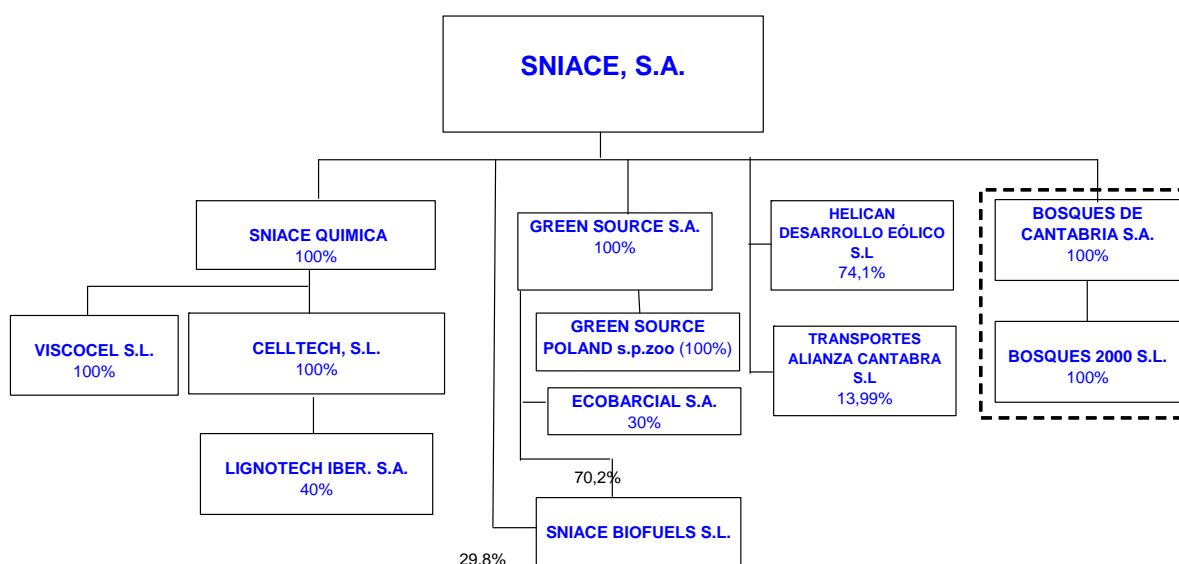 SNIACE, S.A.
SNIACE QUIMICA
100%
VISCOCEL S.L.
100%
CELLTECH, S.L.
100%
LIGNOTECH IBER. S.A.
40%
GREEN SOURCE S.A.
100%
GREEN SOURCE
POLAND s.p.zoo (100%)
ECOBARCIAL S.A.
30%
70,2%
SNIACE BIOFUELS S.L.
29,8%
HELICAN
DESARROLLO EÓLICO
S.L
74,1%
TRANSPORTES
ALIANZA CANTABRA
S.L
13,99%
BOSQUES DE
CANTABRIA S.A.
100%
BOSQUES 2000 S.L.
100%